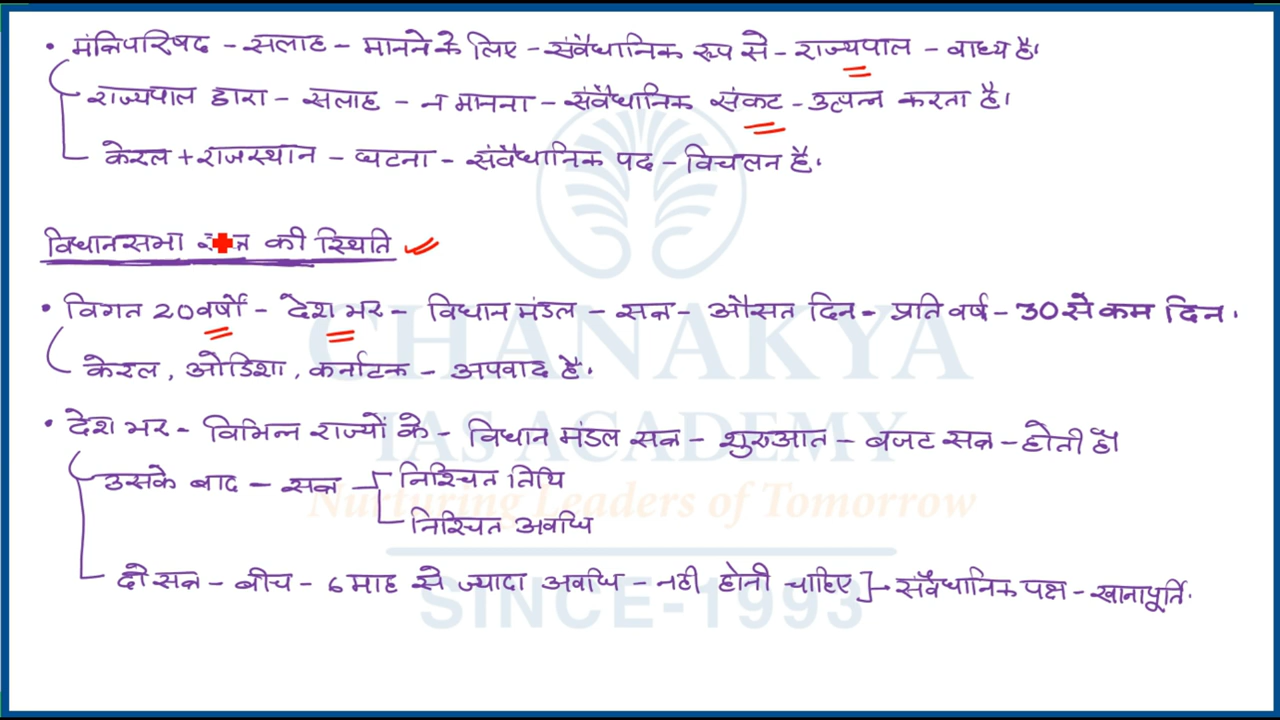 • मंत्रिपरिषद - सलाह - मानने के लिए - संवैधानिक रूप से - राज्यपाल - बाध्य है।
राज्यपाल द्वारा - सलाह - न मानना - संवैधानिक संकट - उत्पन्न करता है।
केरल + राजस्थान - घटना - संवैधानिक पद - विचलन है।
विधानसभा की स्थिति
• विगत 20 वर्षों - देश भर - विधान मंडल - सत्र - औसत दिन - प्रति वर्ष - 30 से कम दिन।
केरल, ओडिशा, कर्नाटक - अपवाद है।
• देश भर - विभिन्न राज्यों के - विधान मंडल सत्र - शुरुआत - बजट सत्र - होती है।
उसके बाद - सत्र
निश्चित तिथि
निश्चित अवधि
दो सत्र - बीच - 6 माह से ज्यादा अवधि - नही होनी चाहिए ]→ संवैधानिक पक्ष - खानापूर्ति।
CHANAKYA
IAS ACADEMY
Nurturing Leaders of Tomorrow
SINCE-1993